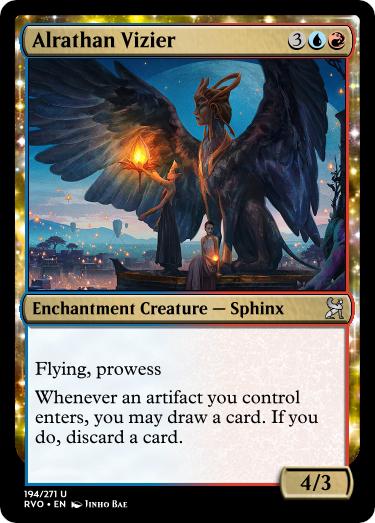 Alrathan Vizier 3
Enchantment Creature — Sphinx
Flying, prowess
Whenever an artifact you control
enters, you may draw a card. If you
do, discard a card.
4/3
194/271 U
RVO • EN Jinho Bae